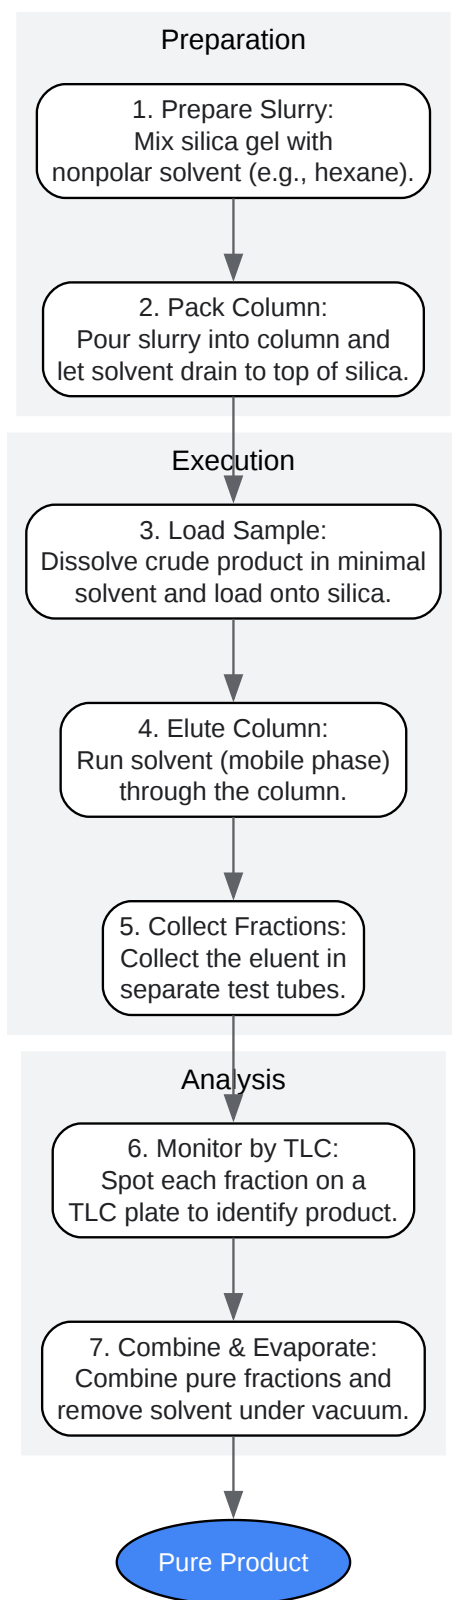 Preparation
1. Prepare Slurry:
Mix silica gel with
nonpolar solvent (e.g., hexane).
2. Pack Column:
Pour slurry into column and
let solvent drain to top of silica.
Execution
3. Load Sample:
Dissolve crude product in minimal
solvent and load onto silica.
4. Elute Column:
Run solvent (mobile phase)
through the column.
5. Collect Fractions:
Collect the eluent in
separate test tubes.
Analysis
6. Monitor by TLC:
Spot each fraction on a
TLC plate to identify product.
7. Combine & Evaporate:
Combine pure fractions and
remove solvent under vacuum.
Pure Product